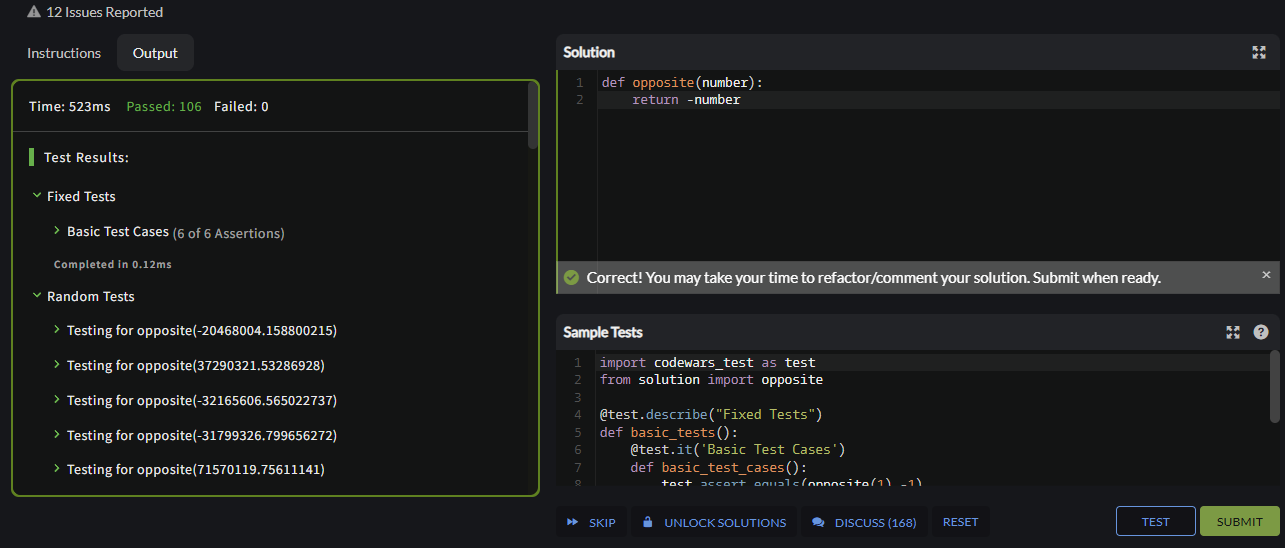 12 Issues Reported
Instructions
Output
Time: 523ms Passed: 106 Failed: 0
Test Results:
Fixed Tests
Basic Test Cases (6 of 6 Assertions)
Completed in 0.12ms
Random Tests
Testing for opposite(-20468004.158800215)
Testing for opposite(37290321.53286928)
Testing for opposite(-32165606.565022737)
Testing for opposite(-31799326.799656272)
Testing for opposite(71570119.75611141)
Solution
1 def opposite(number):
2 return -number
Correct! You may take your time to refactor/comment your solution. Submit when ready.
Sample Tests
1 import codewars_test as test
2 from solution import opposite
3
4 @test.describe("Fixed Tests")
5 def basic_tests():
6 @test.it('Basic Test Cases')
7 def basic_test_cases():
8 test.assert_equals(opposite(1),-1)
SKIP
UNLOCK SOLUTIONS
DISCUSS (168)
RESET
TEST
SUBMIT